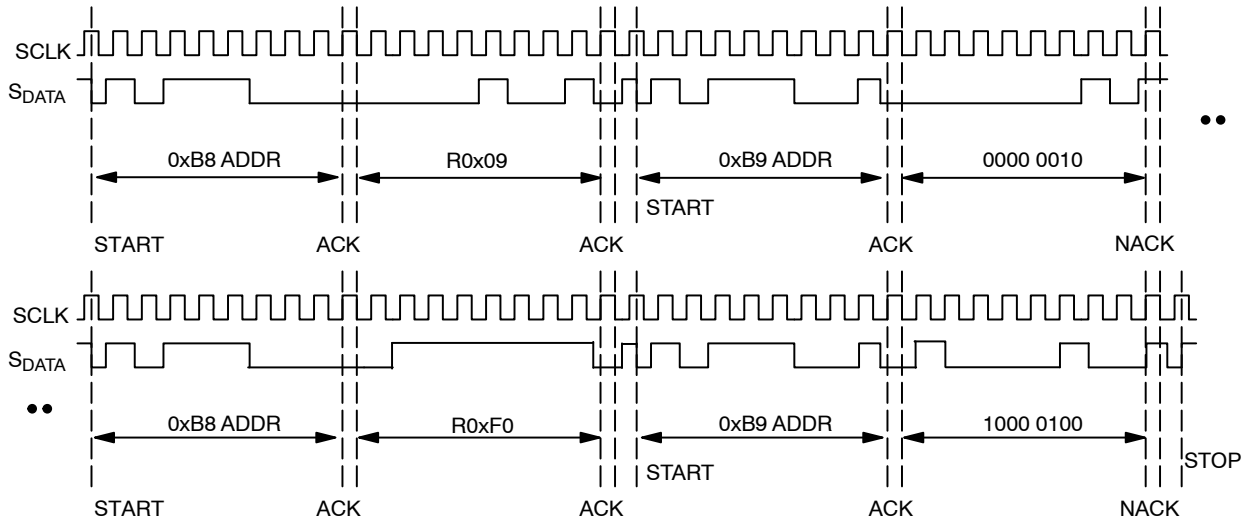 SCLK
SDATA
0xB8 ADDR R0x09 0xB9 ADDR 0000 0010
START
START ACK ACK ACK NACK
SCLK
SDATA
0xB8 ADDR R0xF0 0xB9 ADDR 1000 0100
START STOP
START ACK ACK ACK NACK